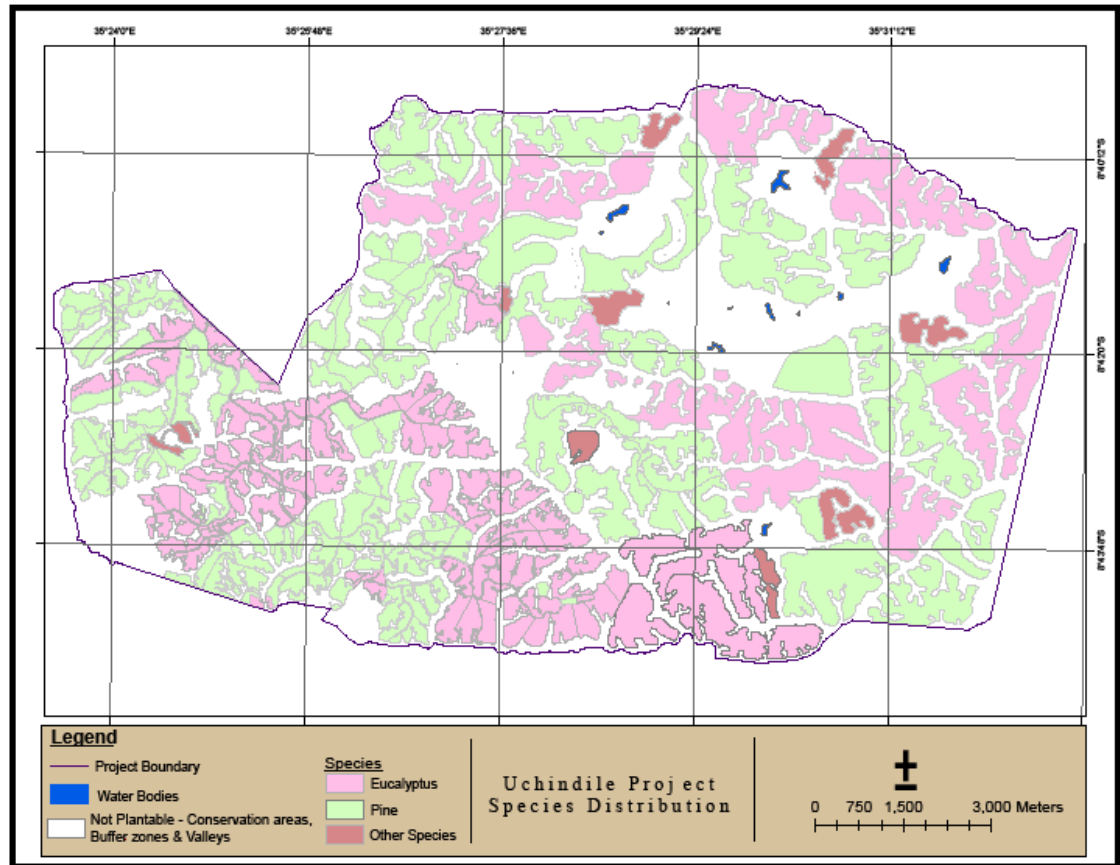 35°24'0"E 35°25'48"E 35°27'36"E 35°29'24"E 35°31'12"E
8°40'12"S
8°42'0"S
8°43'48"S
Legend
Project Boundary
Water Bodies
Not Plantable - Conservation areas,
Buffer zones & Valleys
Species
Eucalyptus
Pine
Other Species
Uchindile Project
Species Distribution
0 750 1,500 3,000 Meters